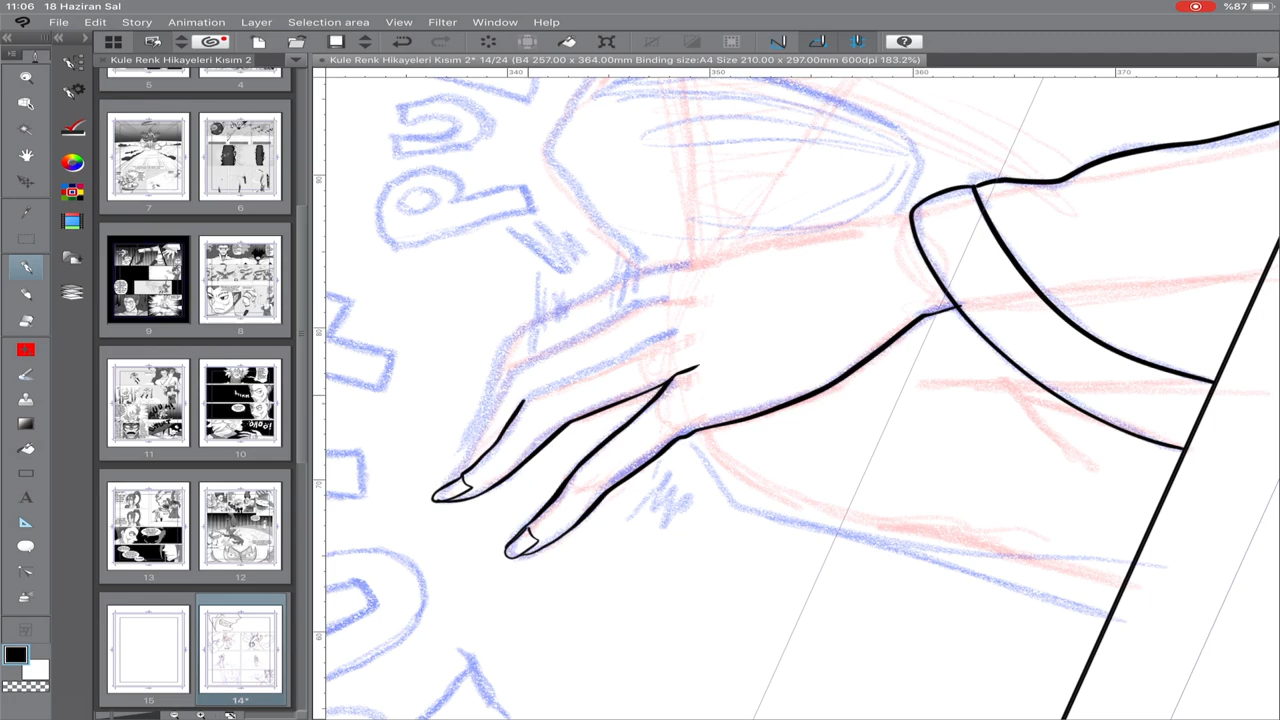 11:06 18 Haziran Sal %87
File Edit Story Animation Layer Selection area View Filter Window Help
Kule Renk Hikayeleri Kısım 2
Kule Renk Hikayeleri Kısım 2* 14/24 (B4 257.00 x 364.00mm Binding size:A4 Size 210.00 x 297.00mm 600dpi 183.2%)
340 350 360 370
5 4
7 6
9 8
11 10
13 12
15 14*
80
70
60